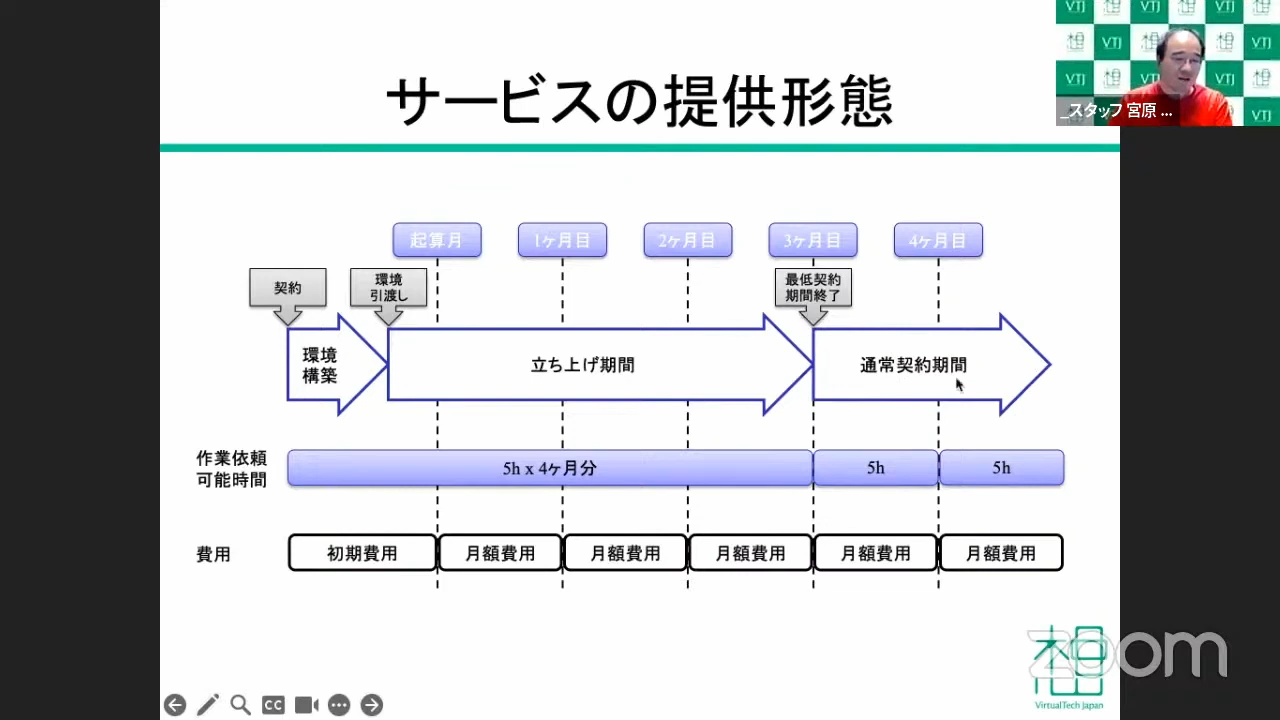 サービスの提供形態
VTJ
_スタッフ 宮原 ...
起算月
1ヶ月目
2ヶ月目
3ヶ月目
4ヶ月目
契約
環境
引渡し
最低契約
期間終了
環境
構築
立ち上げ期間
通常契約期間
作業依頼
可能時間
5h x 4ヶ月分
5h
5h
費用
初期費用
月額費用
月額費用
月額費用
月額費用
月額費用
想
VirtualTech Japan
zoom
CC